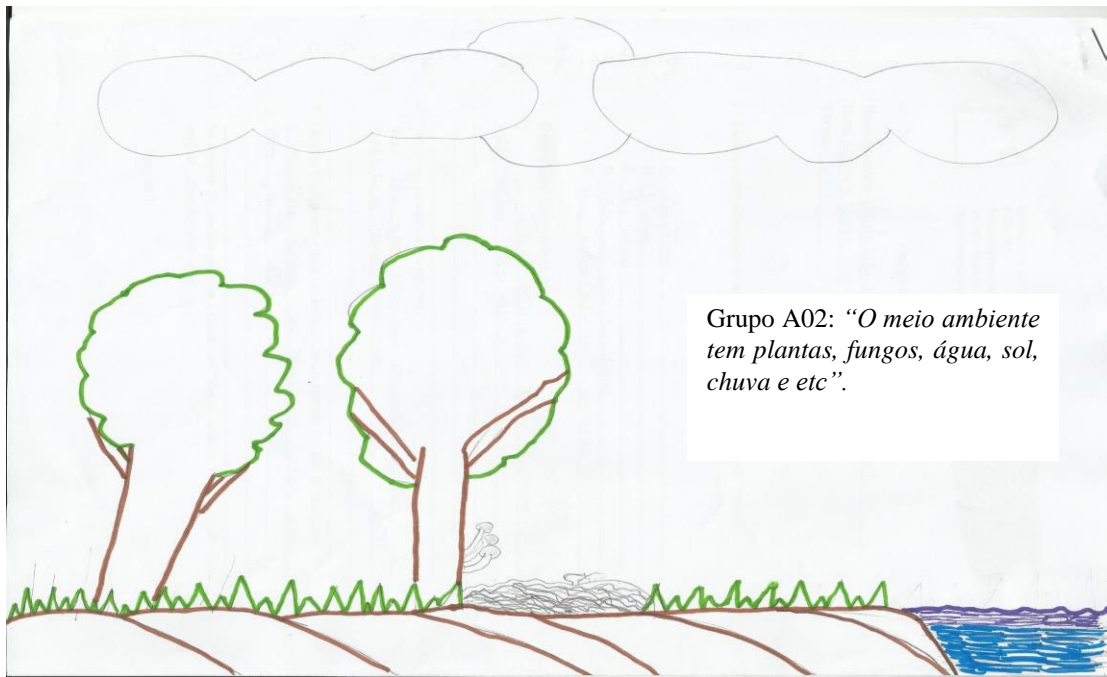 Grupo A02: “O meio ambiente
tem plantas, fungos, água, sol,
chuva e etc”.